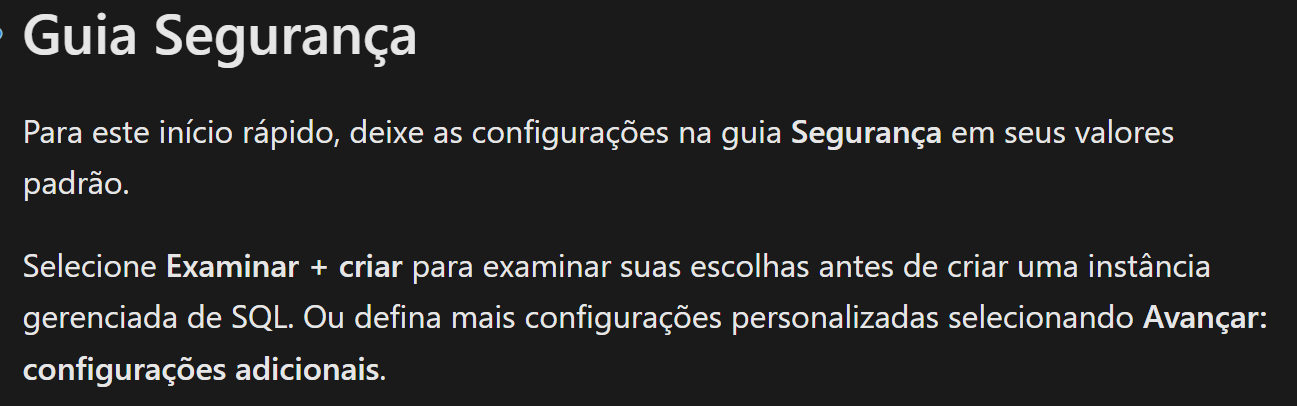 Guia Segurança
Para este início rápido, deixe as configurações na guia Segurança em seus valores
padrão.
Selecione Examinar + criar para examinar suas escolhas antes de criar uma instância
gerenciada de SQL. Ou defina mais configurações personalizadas selecionando Avançar:
configurações adicionais.